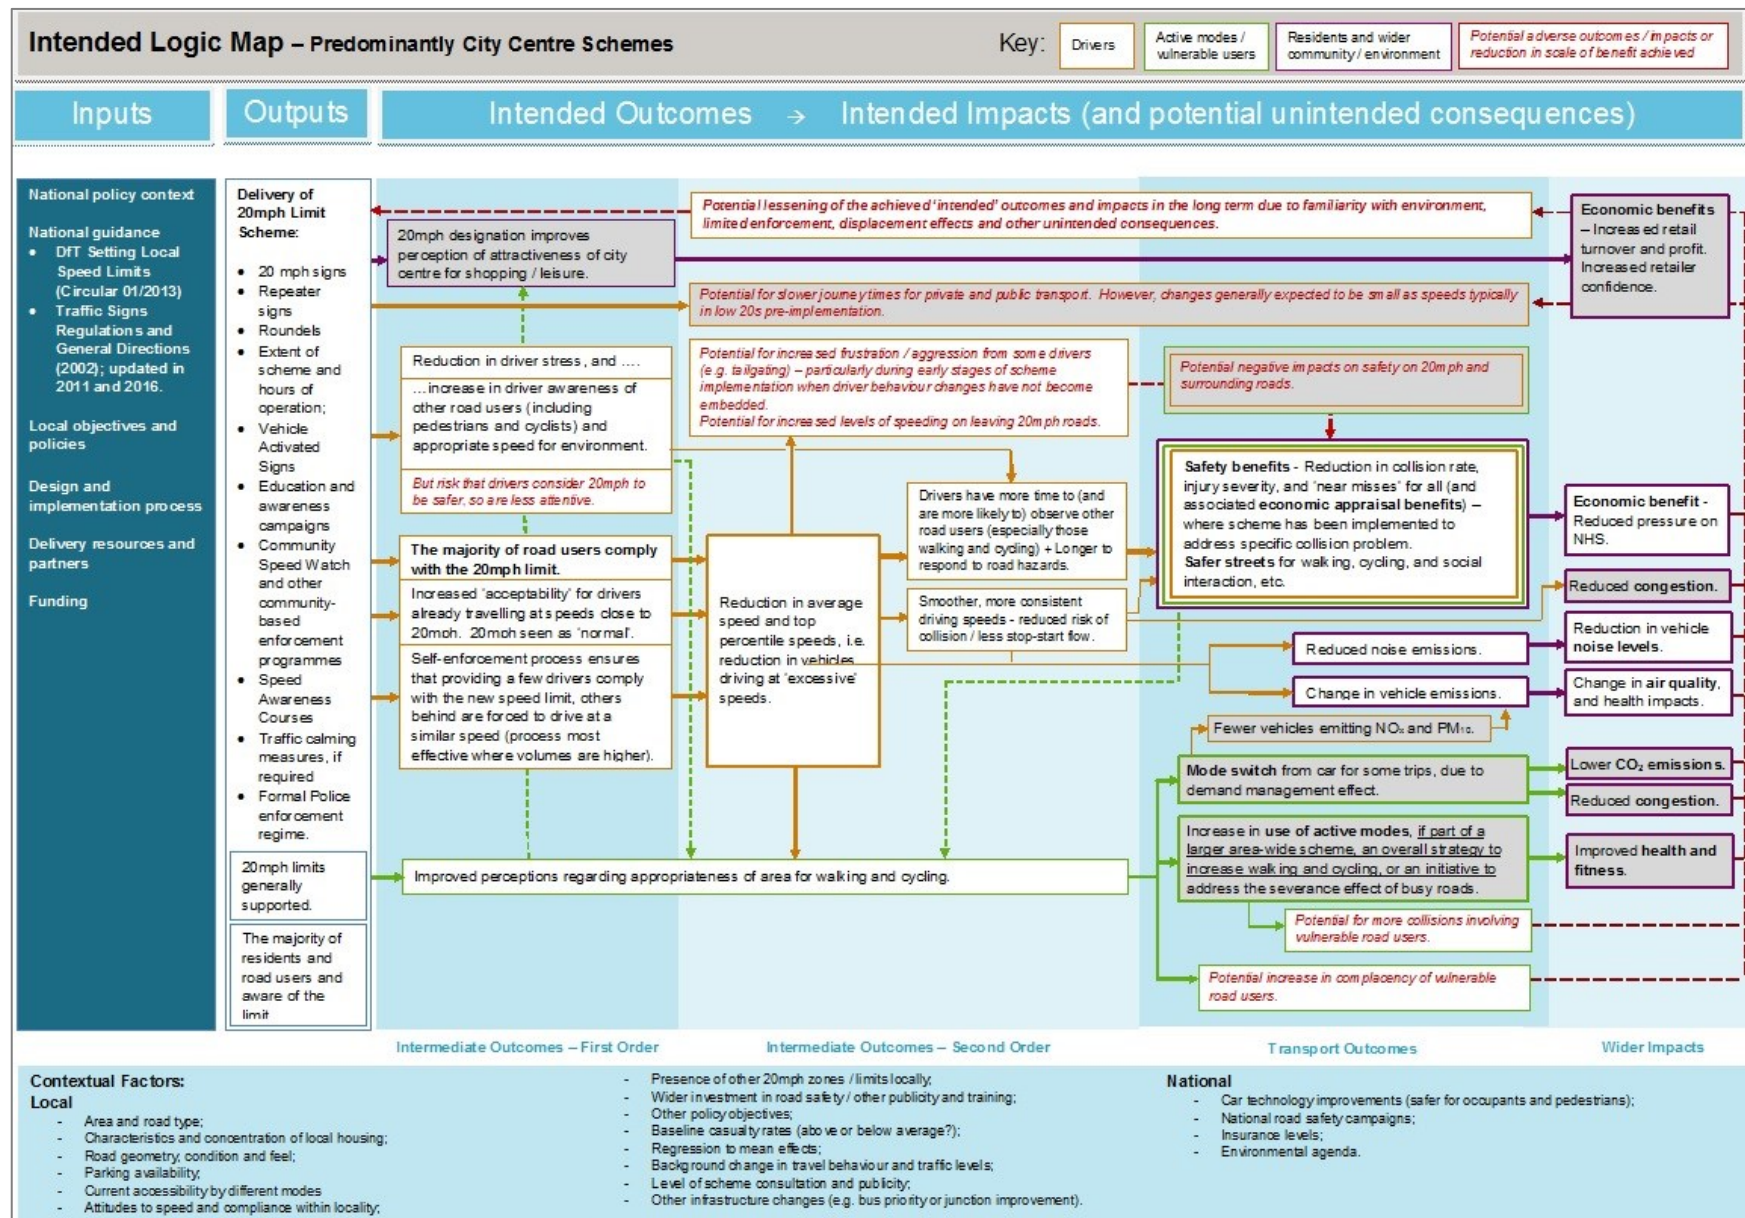 Intended Logic Map – Predominantly City Centre Schemes
Key:
Drivers
Active modes /
vulnerable users
Residents and wider
community / environment
Potential adverse outcomes / impacts or
reduction in scale of benefit achieved
Inputs
Outputs
Intended Outcomes → Intended Impacts (and potential unintended consequences)
National policy context
National guidance
• DfT Setting Local
Speed Limits
(Circular 01/2013)
• Traffic Signs
Regulations and
General Directions
(2002); updated in
2011 and 2016.
Local objectives and
policies
Design and
implementation process
Delivery resources and
partners
Funding
Delivery of
20mph Limit
Scheme:
• 20 mph signs
• Repeater
signs
• Roundels
• Extent of
scheme and
hours of
operation;
• Vehicle
Activated
Signs
• Education and
awareness
campaigns
• Community
Speed Watch
and other
community-
based
enforcement
programmes
• Speed
Awareness
Courses
• Traffic calming
measures, if
required
• Formal Police
enforcement
regime.
20mph limits
generally
supported.
The majority of
residents and
road users and
aware of the
limit
Potential lessening of the achieved 'intended' outcomes and impacts in the long term due to familiarity with environment,
limited enforcement, displacement effects and other unintended consequences.
20mph designation improves
perception of attractiveness of city
centre for shopping / leisure.
Potential for slower journey times for private and public transport. However, changes generally expected to be small as speeds typically
in low 20s pre-implementation.
Reduction in driver stress, and ....
...increase in driver awareness of
other road users (including
pedestrians and cyclists) and
appropriate speed for environment.
But risk that drivers consider 20mph to
be safer, so are less attentive.
The majority of road users comply
with the 20mph limit.
Increased 'acceptability' for drivers
already travelling at speeds close to
20mph. 20mph seen as 'normal'.
Self-enforcement process ensures
that providing a few drivers comply
with the new speed limit, others
behind are forced to drive at a
similar speed (process most
effective where volumes are higher).
Potential for increased frustration / aggression from some drivers
(e.g. tailgating) – particularly during early stages of scheme
implementation when driver behaviour changes have not become
embedded.
Potential for increased levels of speeding on leaving 20mph roads.
Reduction in average
speed and top
percentile speeds, i.e.
reduction in vehicles
driving at 'excessive'
speeds.
Drivers have more time to (and
are more likely to) observe other
road users (especially those
walking and cycling) + Longer to
respond to road hazards.
Smoother, more consistent
driving speeds - reduced risk of
collision / less stop-start flow.
Improved perceptions regarding appropriateness of area for walking and cycling.
Potential negative impacts on safety on 20mph and
surrounding roads.
Safety benefits - Reduction in collision rate,
injury severity, and 'near misses' for all (and
associated economic appraisal benefits) –
where scheme has been implemented to
address specific collision problem.
Safer streets for walking, cycling, and social
interaction, etc.
Reduced noise emissions.
Change in vehicle emissions.
Fewer vehicles emitting NOx and PM10.
Mode switch from car for some trips, due to
demand management effect.
Increase in use of active modes, if part of a
larger area-wide scheme, an overall strategy to
increase walking and cycling, or an initiative to
address the severance effect of busy roads.
Potential for more collisions involving
vulnerable road users.
Potential increase in complacency of vulnerable
road users.
Economic benefits
– Increased retail
turnover and profit.
Increased retailer
confidence.
Economic benefit -
Reduced pressure on
NHS.
Reduced congestion.
Reduction in vehicle
noise levels.
Change in air quality,
and health impacts.
Lower CO₂ emissions.
Reduced congestion.
Improved health and
fitness.
Intermediate Outcomes – First Order
Intermediate Outcomes – Second Order
Transport Outcomes
Wider Impacts
Contextual Factors:
Local
- Area and road type;
- Characteristics and concentration of local housing;
- Road geometry, condition and feel;
- Parking availability;
- Current accessibility by different modes
- Attitudes to speed and compliance within locality;
- Presence of other 20mph zones / limits locally;
- Wider investment in road safety / other publicity and training;
- Other policy objectives;
- Baseline casualty rates (above or below average?);
- Regression to mean effects;
- Background change in travel behaviour and traffic levels;
- Level of scheme consultation and publicity;
- Other infrastructure changes (e.g. bus priority or junction improvement).
National
- Car technology improvements (safer for occupants and pedestrians);
- National road safety campaigns;
- Insurance levels;
- Environmental agenda.